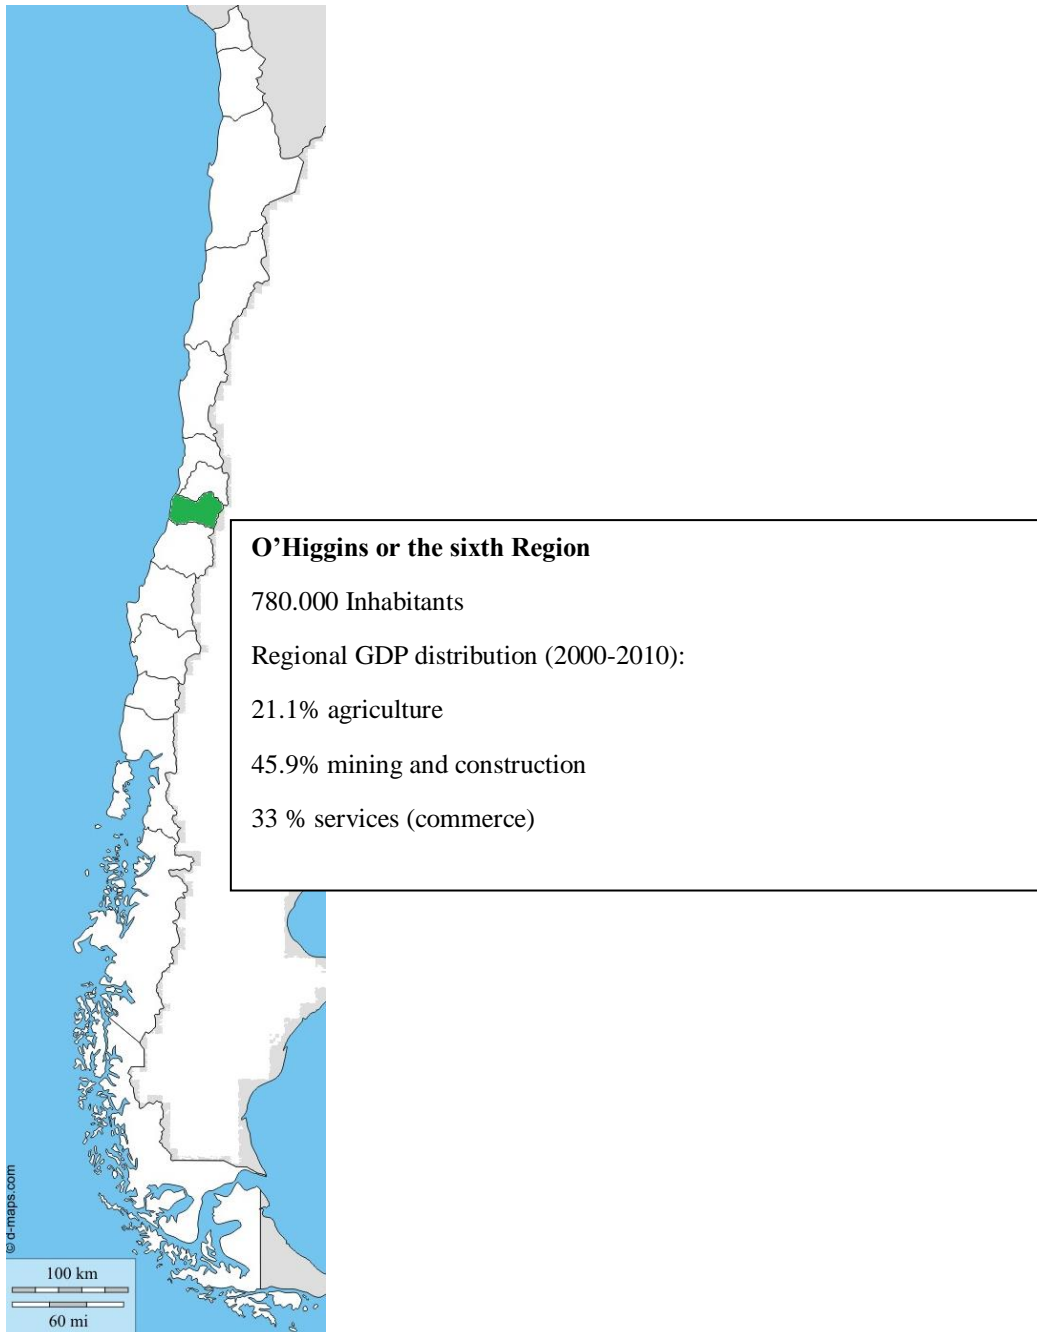 O’Higgins or the sixth Region
780.000 Inhabitants
Regional GDP distribution (2000-2010):
21.1% agriculture
45.9% mining and construction
33 % services (commerce)
© d-maps.com
100 km
60 mi